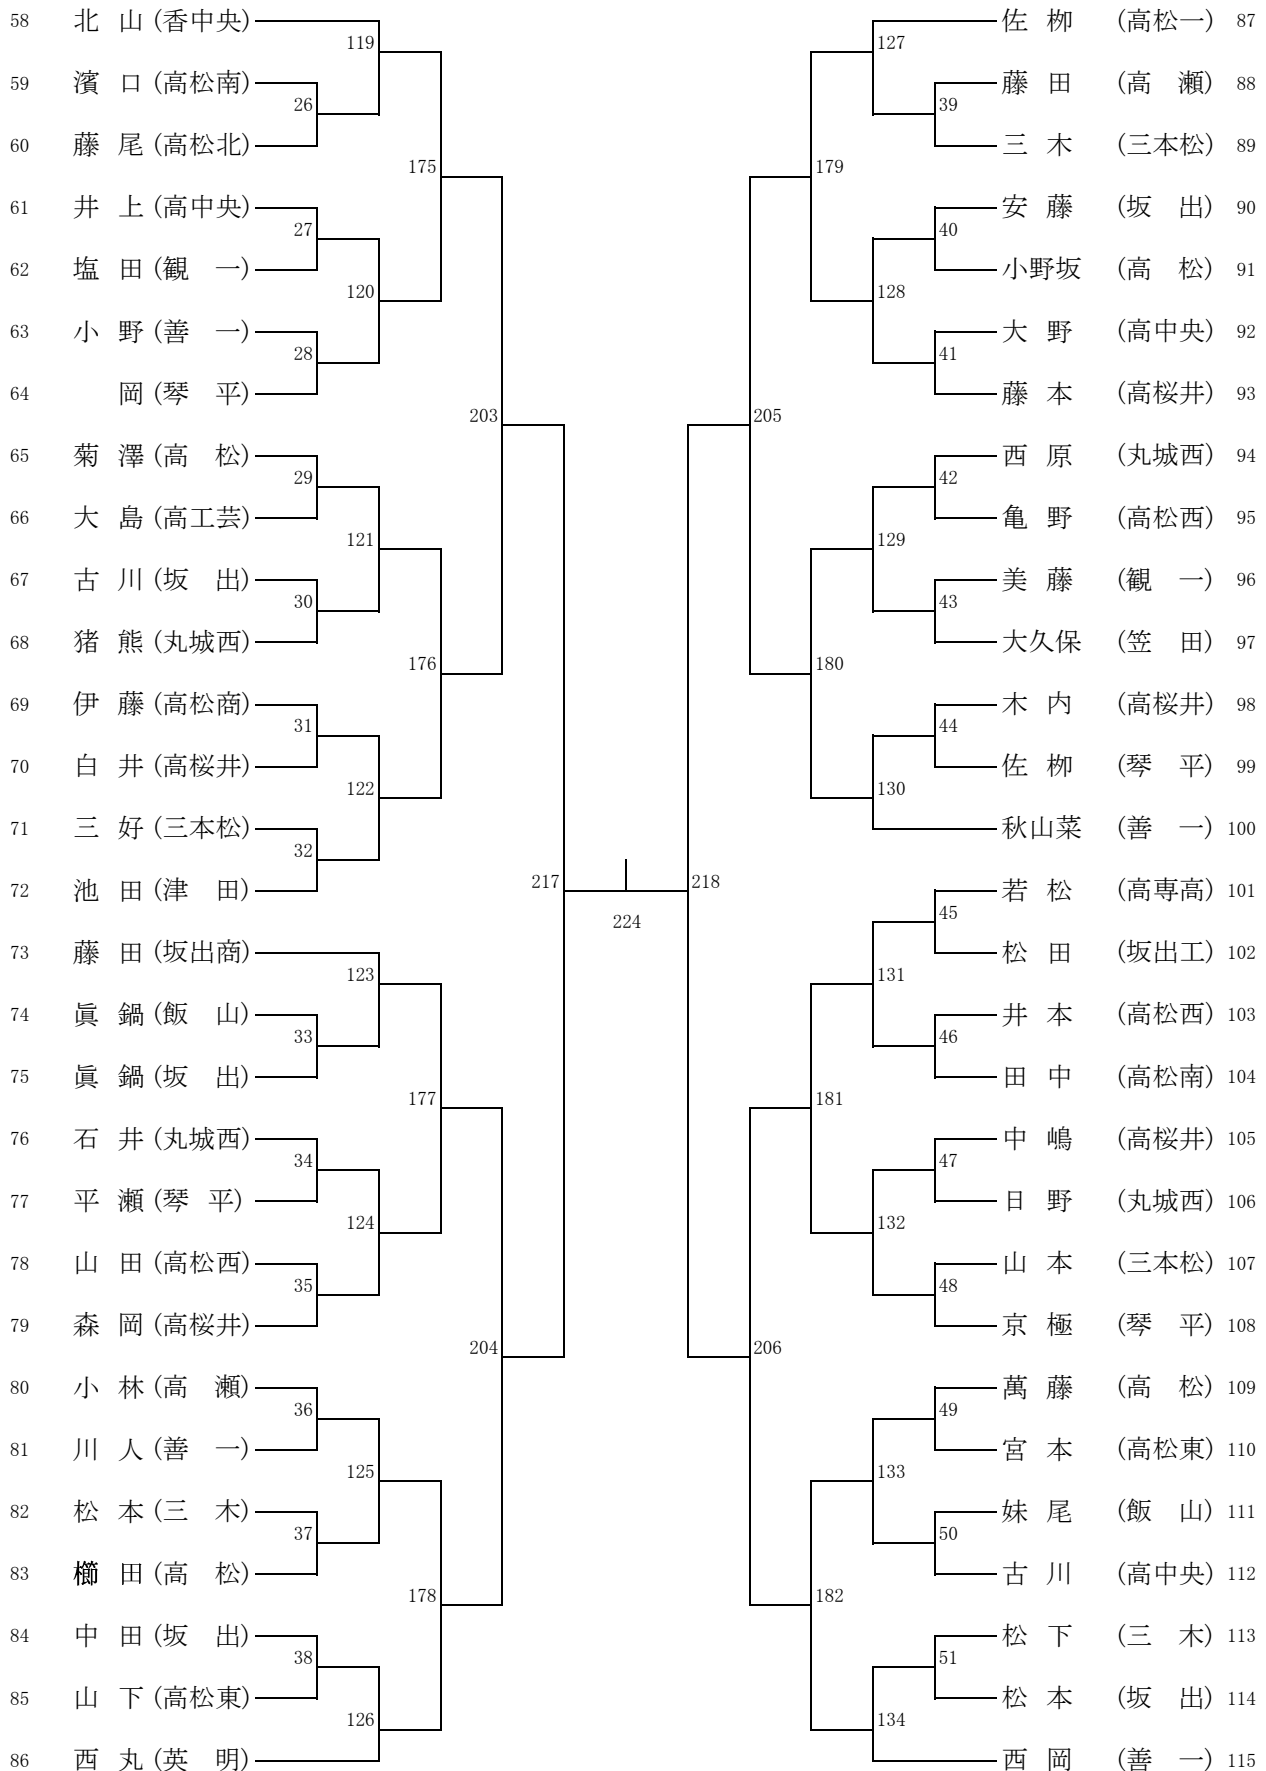 58 北 山 (香中央)
119
59 濱 口 (高松南)
26
60 藤 尾 (高松北)
175
61 井 上 (高中央)
27
62 塩 田 (観 一)
120
63 小 野 (善 一)
28
64 岡 (琴 平)
203
65 菊 澤 (高 松)
29
66 大 島 (高工芸)
121
67 古 川 (坂 出)
30
68 猪 熊 (丸城西)
176
69 伊 藤 (高松商)
31
70 白 井 (高桜井)
122
71 三 好 (三本松)
32
72 池 田 (津 田)
217
73 藤 田 (坂出商)
123
74 眞 鍋 (飯 山)
33
75 眞 鍋 (坂 出)
177
76 石 井 (丸城西)
34
77 平 瀬 (琴 平)
124
78 山 田 (高松西)
35
79 森 岡 (高桜井)
204
80 小 林 (高 瀬)
36
81 川 人 (善 一)
125
82 松 本 (三 木)
37
83 櫛 田 (高 松)
178
84 中 田 (坂 出)
38
85 山 下 (高松東)
126
86 西 丸 (英 明)
224
佐 栁 (高松一) 87
127
藤 田 (高 瀬) 88
39
三 木 (三本松) 89
179
安 藤 (坂 出) 90
40
小野坂 (高 松) 91
128
大 野 (高中央) 92
41
藤 本 (高桜井) 93
205
西 原 (丸城西) 94
42
亀 野 (高松西) 95
129
美 藤 (観 一) 96
43
大久保 (笠 田) 97
180
木 内 (高桜井) 98
44
佐 栁 (琴 平) 99
130
秋山菜 (善 一) 100
218
若 松 (高専高) 101
45
松 田 (坂出工) 102
131
井 本 (高松西) 103
46
田 中 (高松南) 104
181
中 嶋 (高桜井) 105
47
日 野 (丸城西) 106
132
山 本 (三本松) 107
48
京 極 (琴 平) 108
206
萬 藤 (高 松) 109
49
宮 本 (高松東) 110
133
妹 尾 (飯 山) 111
50
古 川 (高中央) 112
182
松 下 (三 木) 113
51
松 本 (坂 出) 114
134
西 岡 (善 一) 115